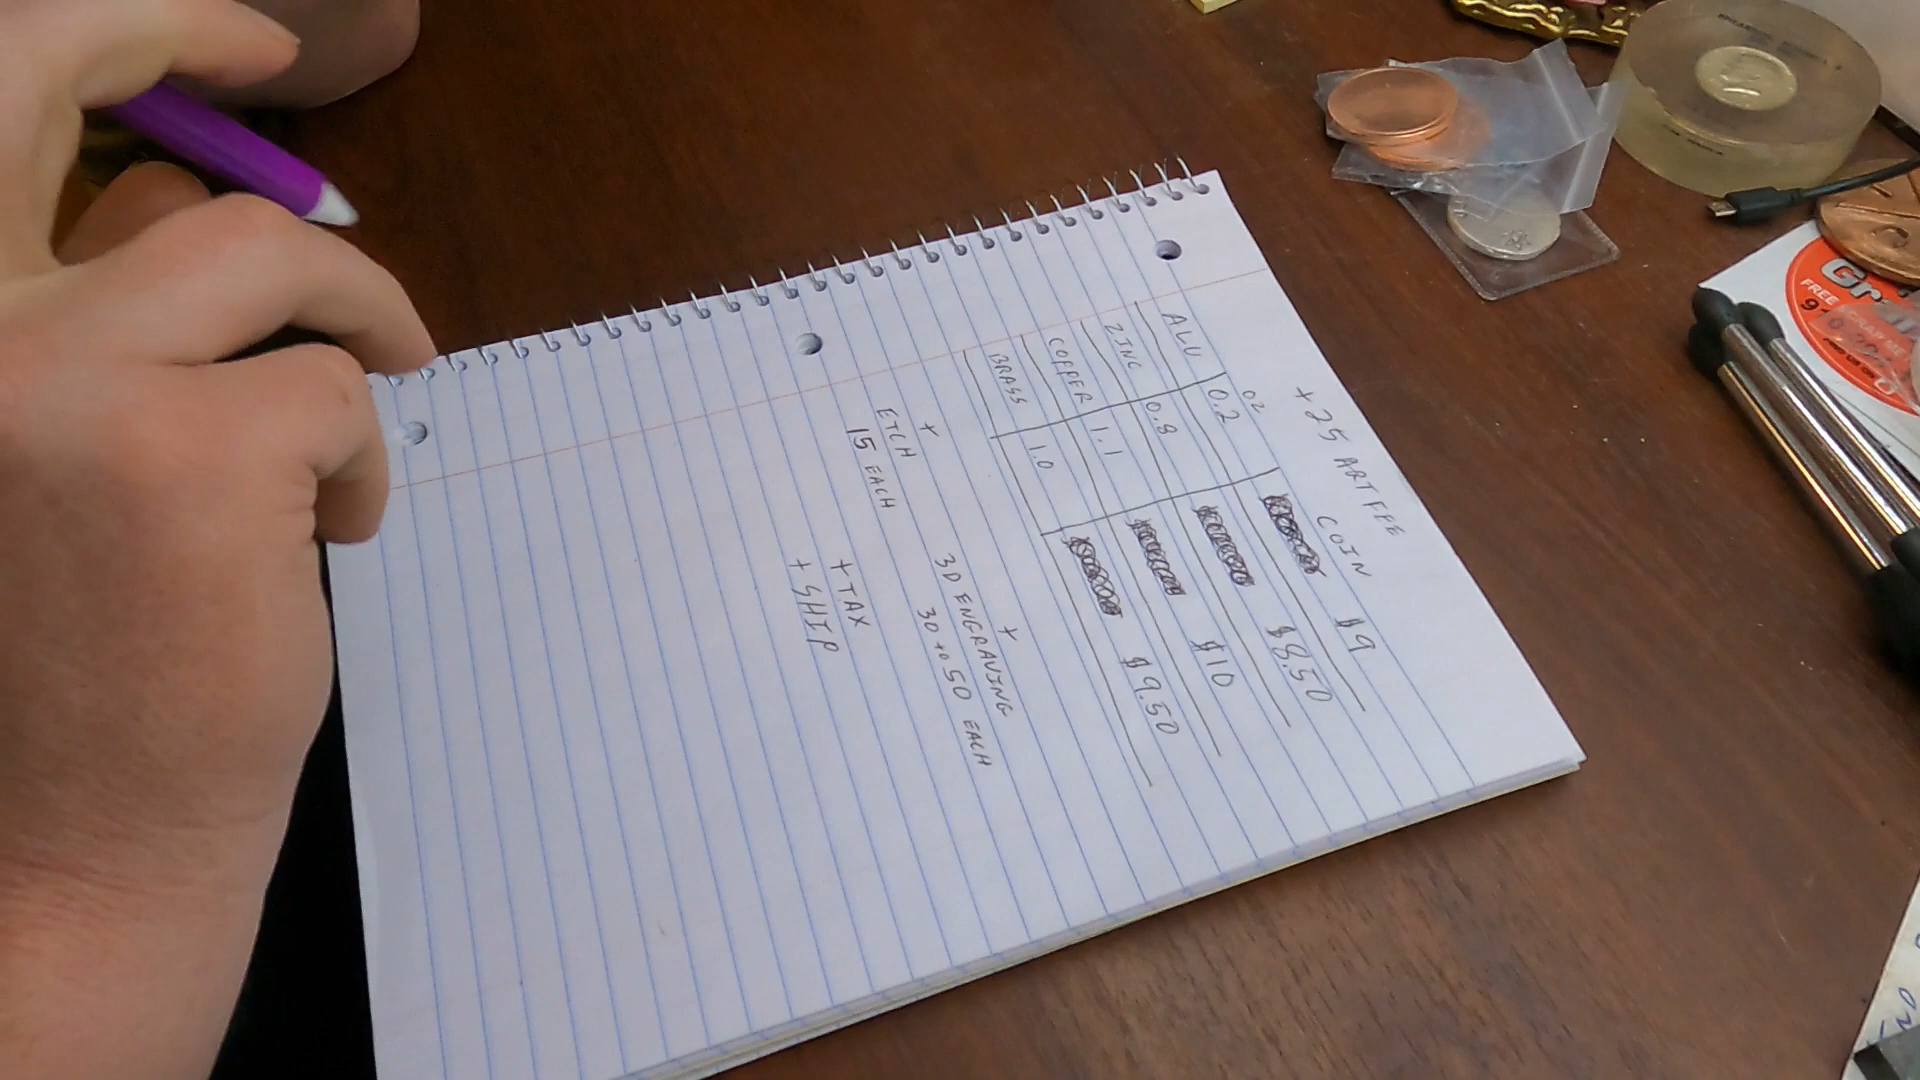 +25 ART FEE
OZ COIN
ALU 0.2 $9
ZINC 0.8 $8.50
COPPER 1.1 $10
BRASS 1.0 $9.50
+ +
ETCH 3D ENGRAVING
15 EACH 30 to 50 EACH
+ TAX
+ SHIP
FREE